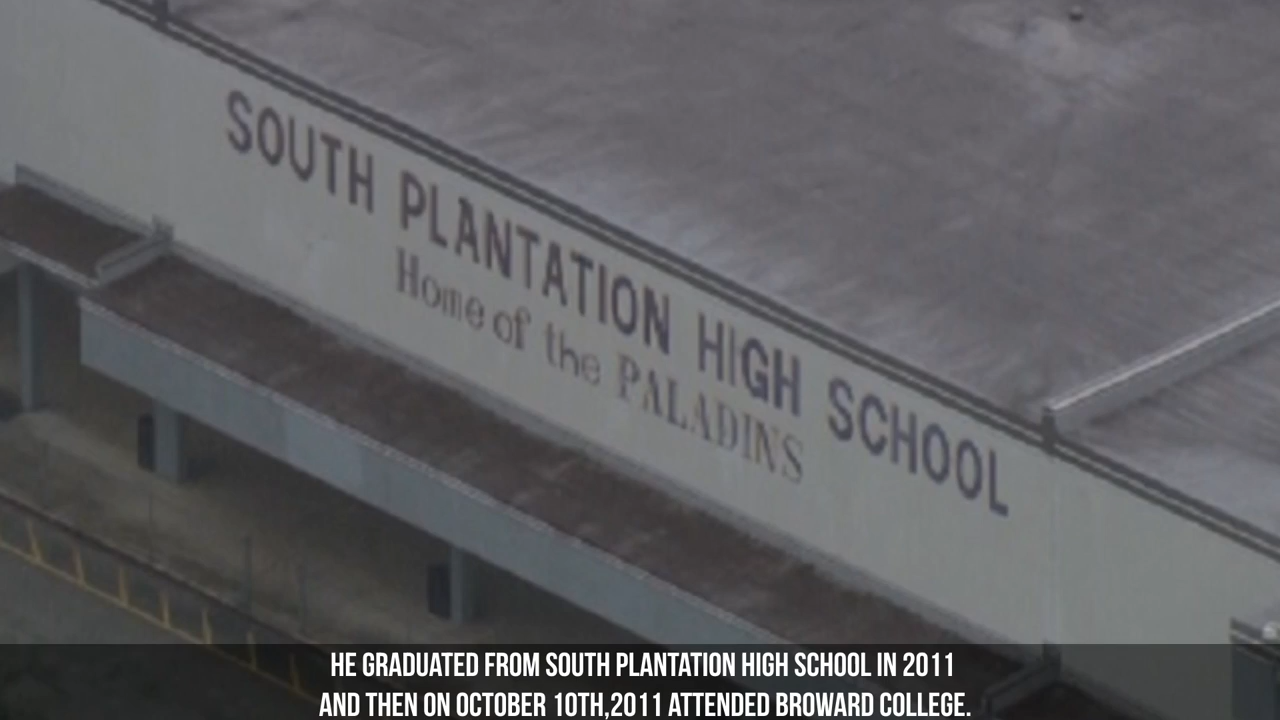 SOUTH PLANTATION HIGH SCHOOL
Home of the PALADINS
HE GRADUATED FROM SOUTH PLANTATION HIGH SCHOOL IN 2011
AND THEN ON OCTOBER 10TH,2011 ATTENDED BROWARD COLLEGE.